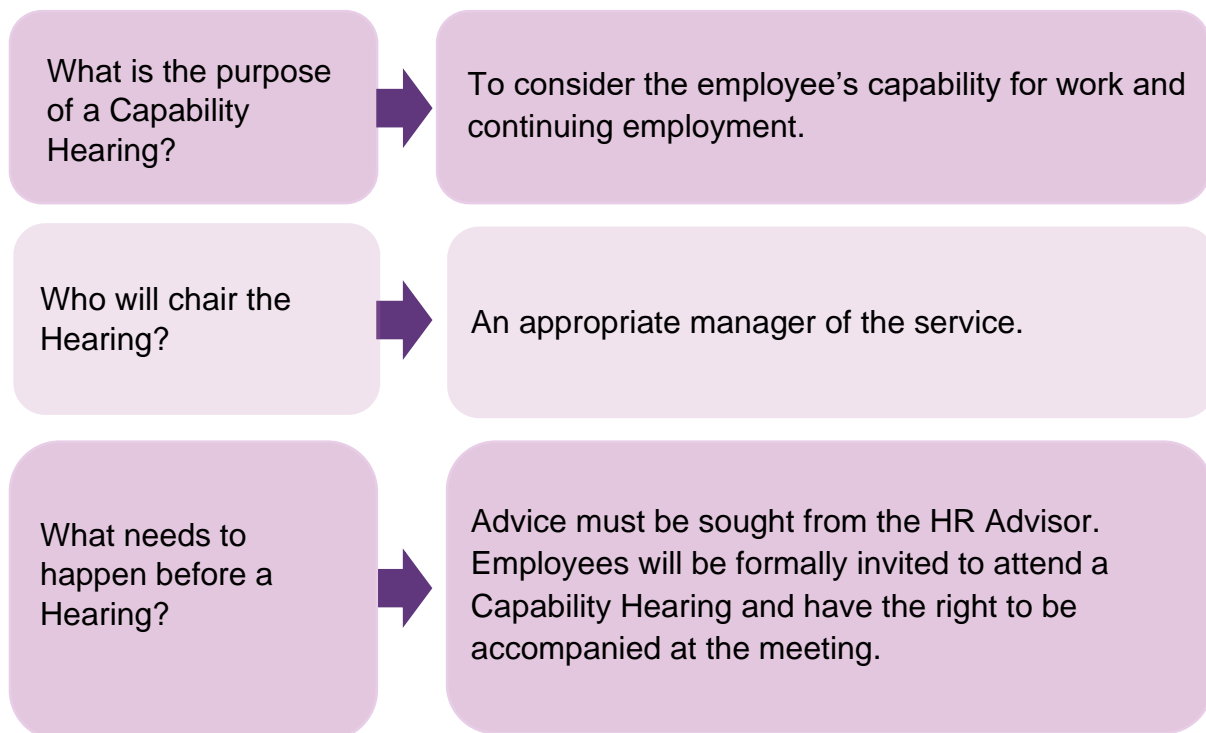 What is the purpose
of a Capability
Hearing?
To consider the employee’s capability for work and
continuing employment.
Who will chair the
Hearing?
An appropriate manager of the service.
What needs to
happen before a
Hearing?
Advice must be sought from the HR Advisor.
Employees will be formally invited to attend a
Capability Hearing and have the right to be
accompanied at the meeting.